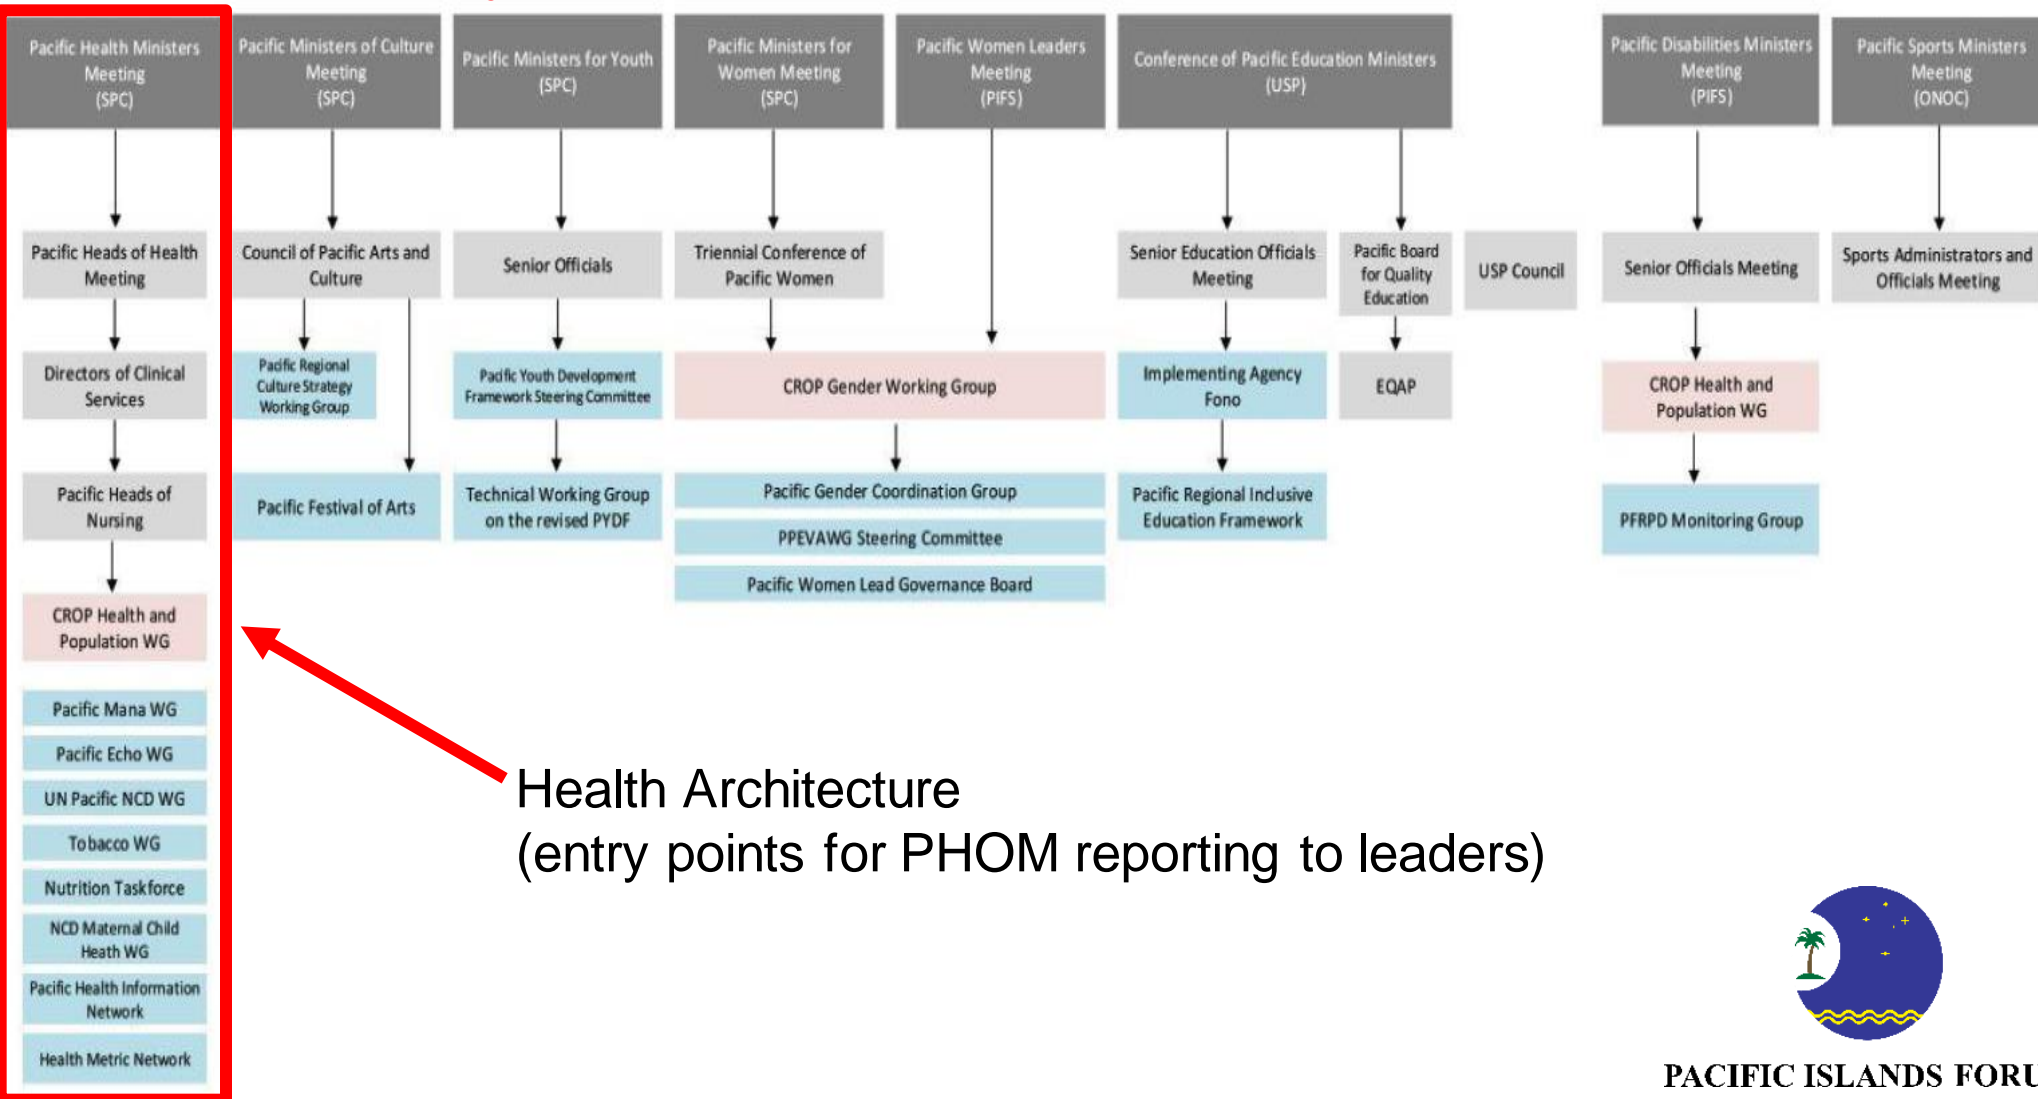 Pacific Health Ministers
Meeting
(SPC)
Pacific Ministers of Culture
Meeting
(SPC)
Pacific Ministers for Youth
(SPC)
Pacific Ministers for
Women Meeting
(SPC)
Pacific Women Leaders
Meeting
(PIFS)
Conference of Pacific Education Ministers
(USP)
Pacific Disabilities Ministers
Meeting
(PIFS)
Pacific Sports Ministers
Meeting
(ONOC)
Pacific Heads of Health
Meeting
Council of Pacific Arts and
Culture
Senior Officials
Triennial Conference of
Pacific Women
Senior Education Officials
Meeting
Pacific Board
for Quality
Education
USP Council
Senior Officials Meeting
Sports Administrators and
Officials Meeting
Directors of Clinical
Services
Pacific Regional
Culture Strategy
Working Group
Pacific Youth Development
Framework Steering Committee
CROP Gender Working Group
Implementing Agency
Fono
EQAP
CROP Health and
Population WG
Pacific Heads of
Nursing
Pacific Festival of Arts
Technical Working Group
on the revised PYDF
Pacific Gender Coordination Group
PPEVAWG Steering Committee
Pacific Women Lead Governance Board
Pacific Regional Inclusive
Education Framework
PFRPD Monitoring Group
CROP Health and
Population WG
Pacific Mana WG
Pacific Echo WG
UN Pacific NCD WG
Tobacco WG
Nutrition Taskforce
NCD Maternal Child
Heath WG
Pacific Health Information
Network
Health Metric Network
Health Architecture
(entry points for PHOM reporting to leaders)
PACIFIC ISLANDS FORU